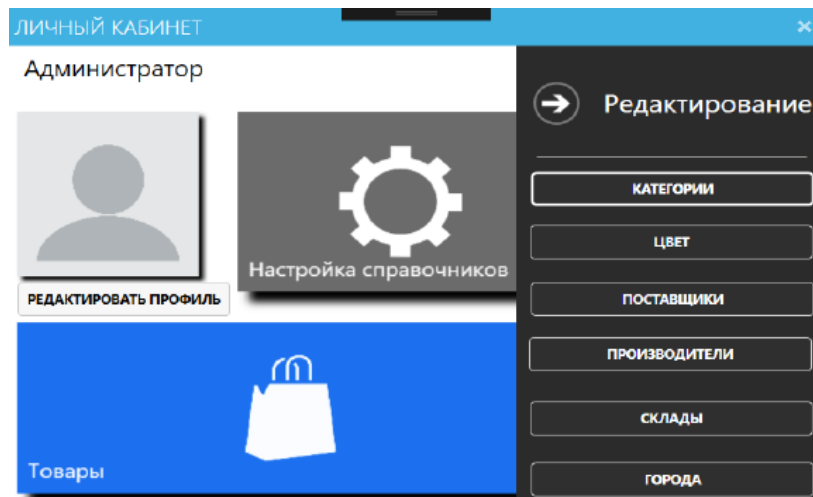 ЛИЧНЫЙ КАБИНЕТ
Администратор
РЕДАКТИРОВАТЬ ПРОФИЛЬ
Настройка справочников
Товары
Редактирование
КАТЕГОРИИ
ЦВЕТ
ПОСТАВЩИКИ
ПРОИЗВОДИТЕЛИ
СКЛАДЫ
ГОРОДА